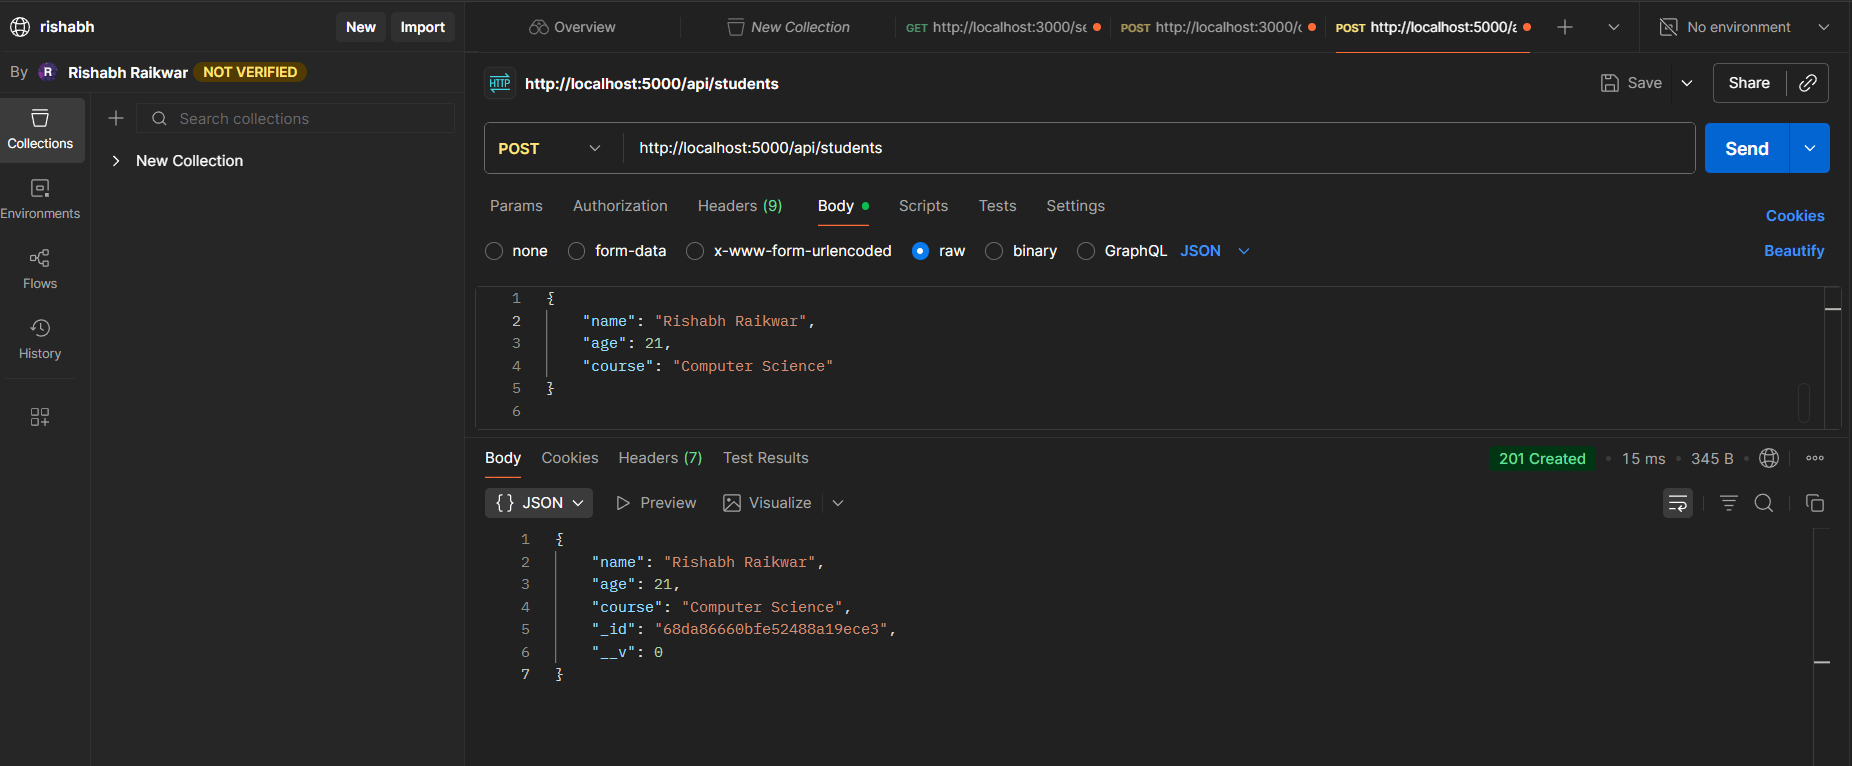 rishabh
New
Import
Overview
New Collection
GET http://localhost:3000/se
POST http://localhost:3000/c
POST http://localhost:5000/a
No environment
By R Rishabh Raikwar NOT VERIFIED
HTTP http://localhost:5000/api/students
Save
Share
Collections
Search collections
New Collection
Environments
Flows
History
POST
http://localhost:5000/api/students
Send
Params Authorization Headers (9) Body Scripts Tests Settings
Cookies
none form-data x-www-form-urlencoded raw binary GraphQL JSON
Beautify
1 {
2 "name": "Rishabh Raikwar",
3 "age": 21,
4 "course": "Computer Science"
5 }
6
Body Cookies Headers (7) Test Results
201 Created • 15 ms • 345 B
{} JSON Preview Visualize
1 {
2 "name": "Rishabh Raikwar",
3 "age": 21,
4 "course": "Computer Science",
5 "_id": "68da86660bfe52488a19ece3",
6 "__v": 0
7 }